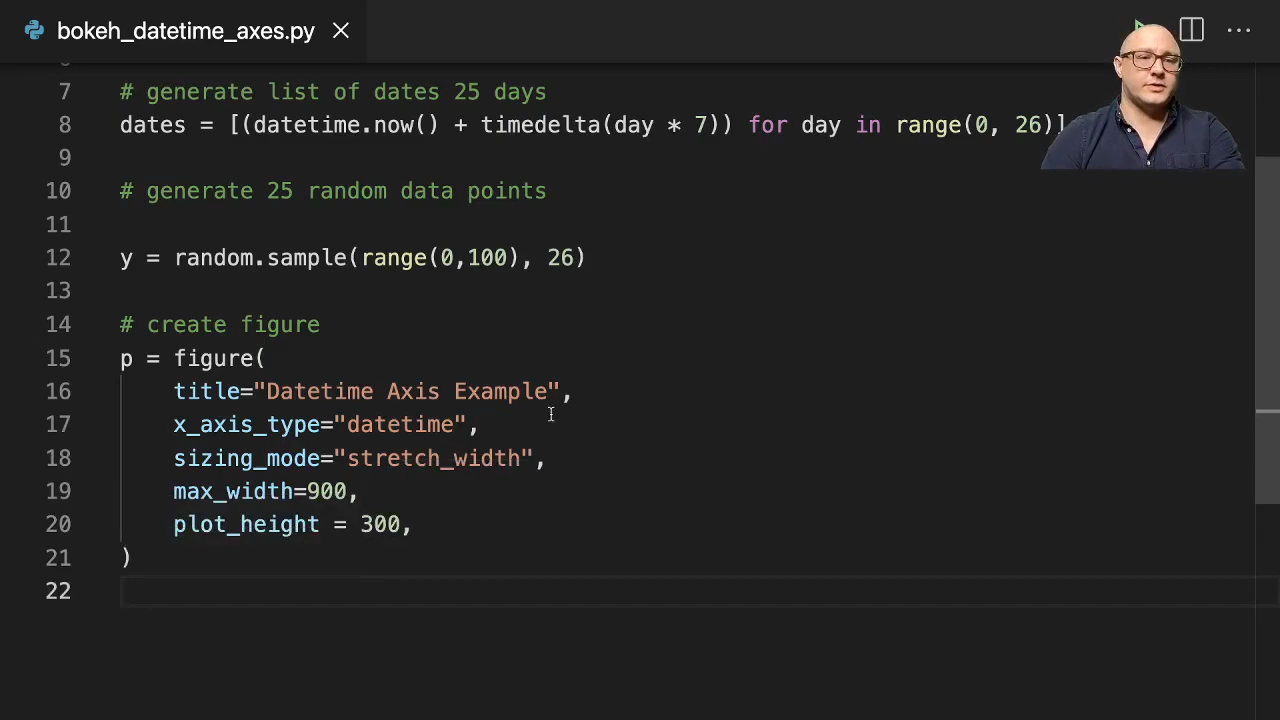 bokeh_datetime_axes.py
6
7 # generate list of dates 25 days
8 dates = [(datetime.now() + timedelta(day * 7)) for day in range(0, 26)]
9
10 # generate 25 random data points
11
12 y = random.sample(range(0,100), 26)
13
14 # create figure
15 p = figure(
16 title="Datetime Axis Example",
17 x_axis_type="datetime",
18 sizing_mode="stretch_width",
19 max_width=900,
20 plot_height = 300,
21 )
22